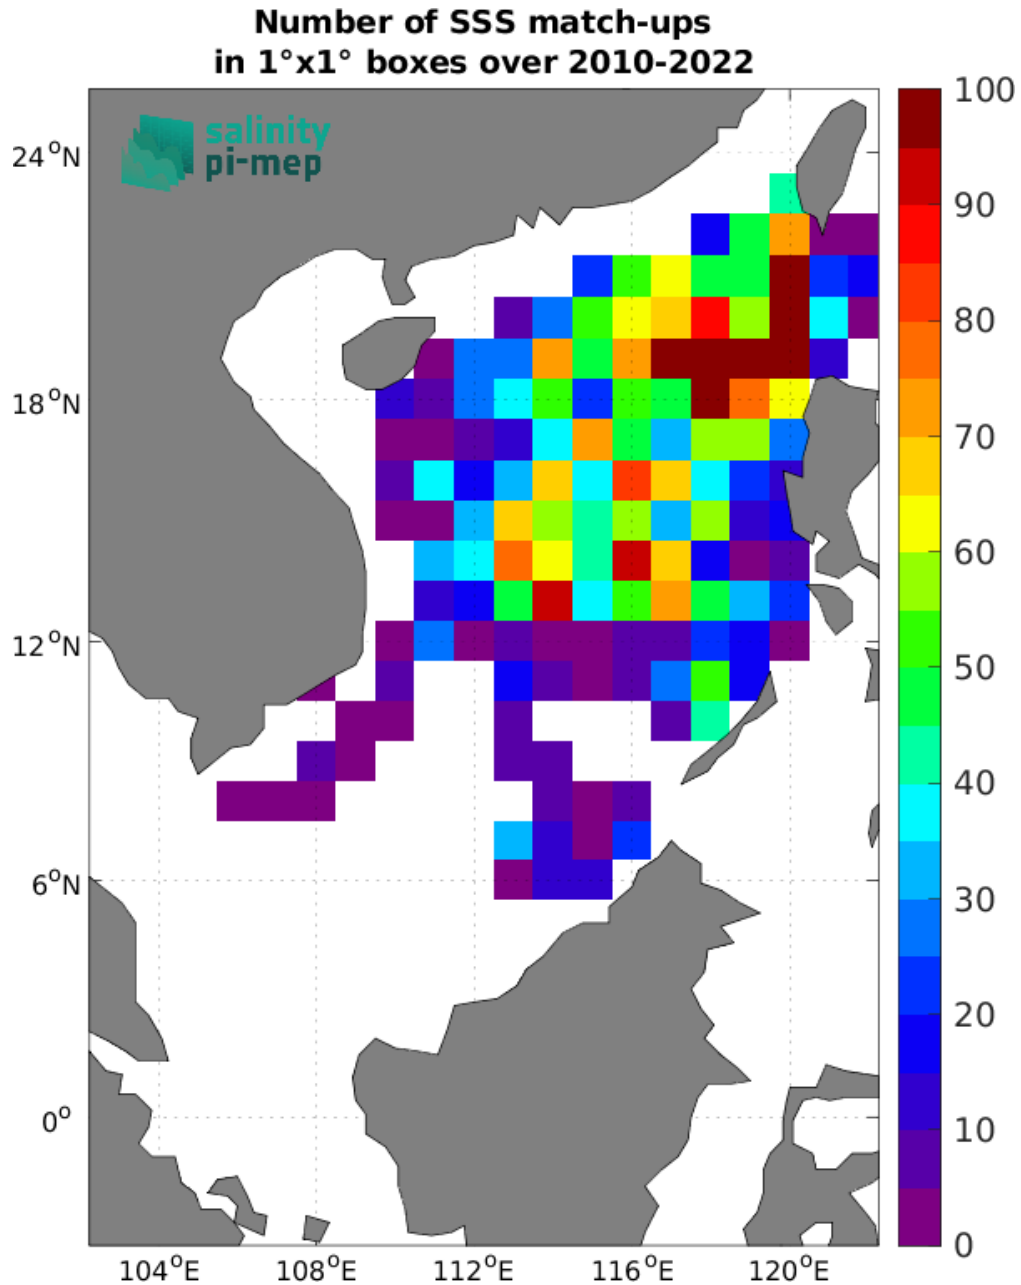 Number of SSS match-ups
in 1°x1° boxes over 2010-2022
salinity
pi-mep
24°N
18°N
12°N
6°N
0°
104°E 108°E 112°E 116°E 120°E
100
90
80
70
60
50
40
30
20
10
0